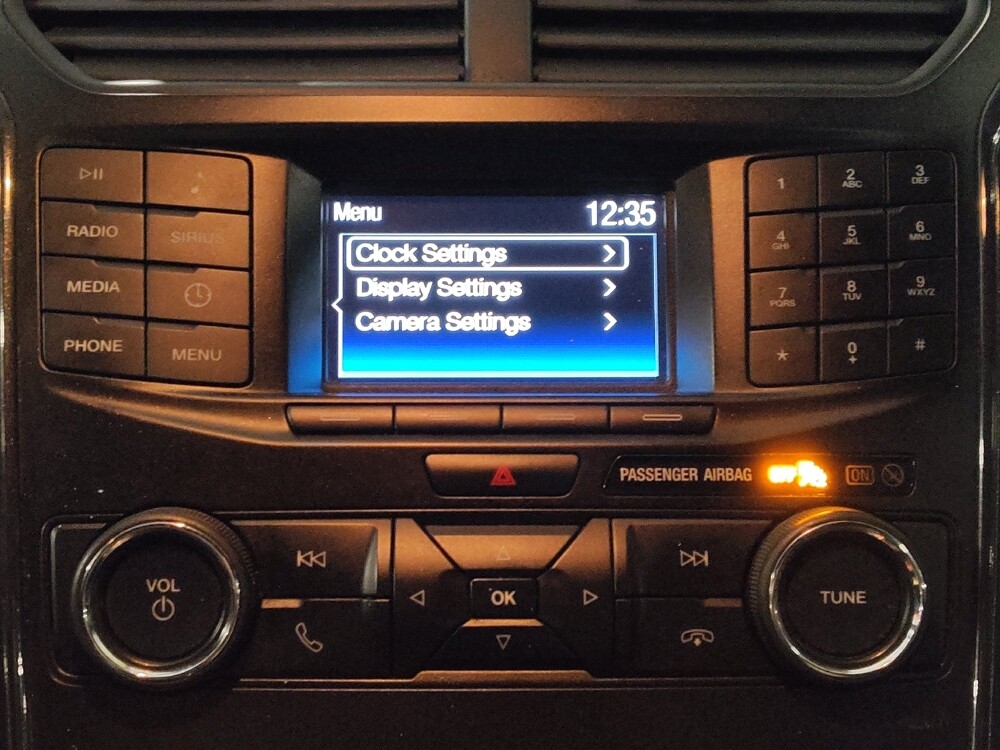 Menu 12:35
Clock Settings
Display Settings
Camera Settings
RADIO
SIRIUS
MEDIA
PHONE
MENU
1
2 ABC
3 DEF
4 GHI
5 JKL
6 MNO
7 PQRS
8 TUV
9 WXYZ
*
0 +
#
PASSENGER AIRBAG OFF ON
VOL
OK
TUNE